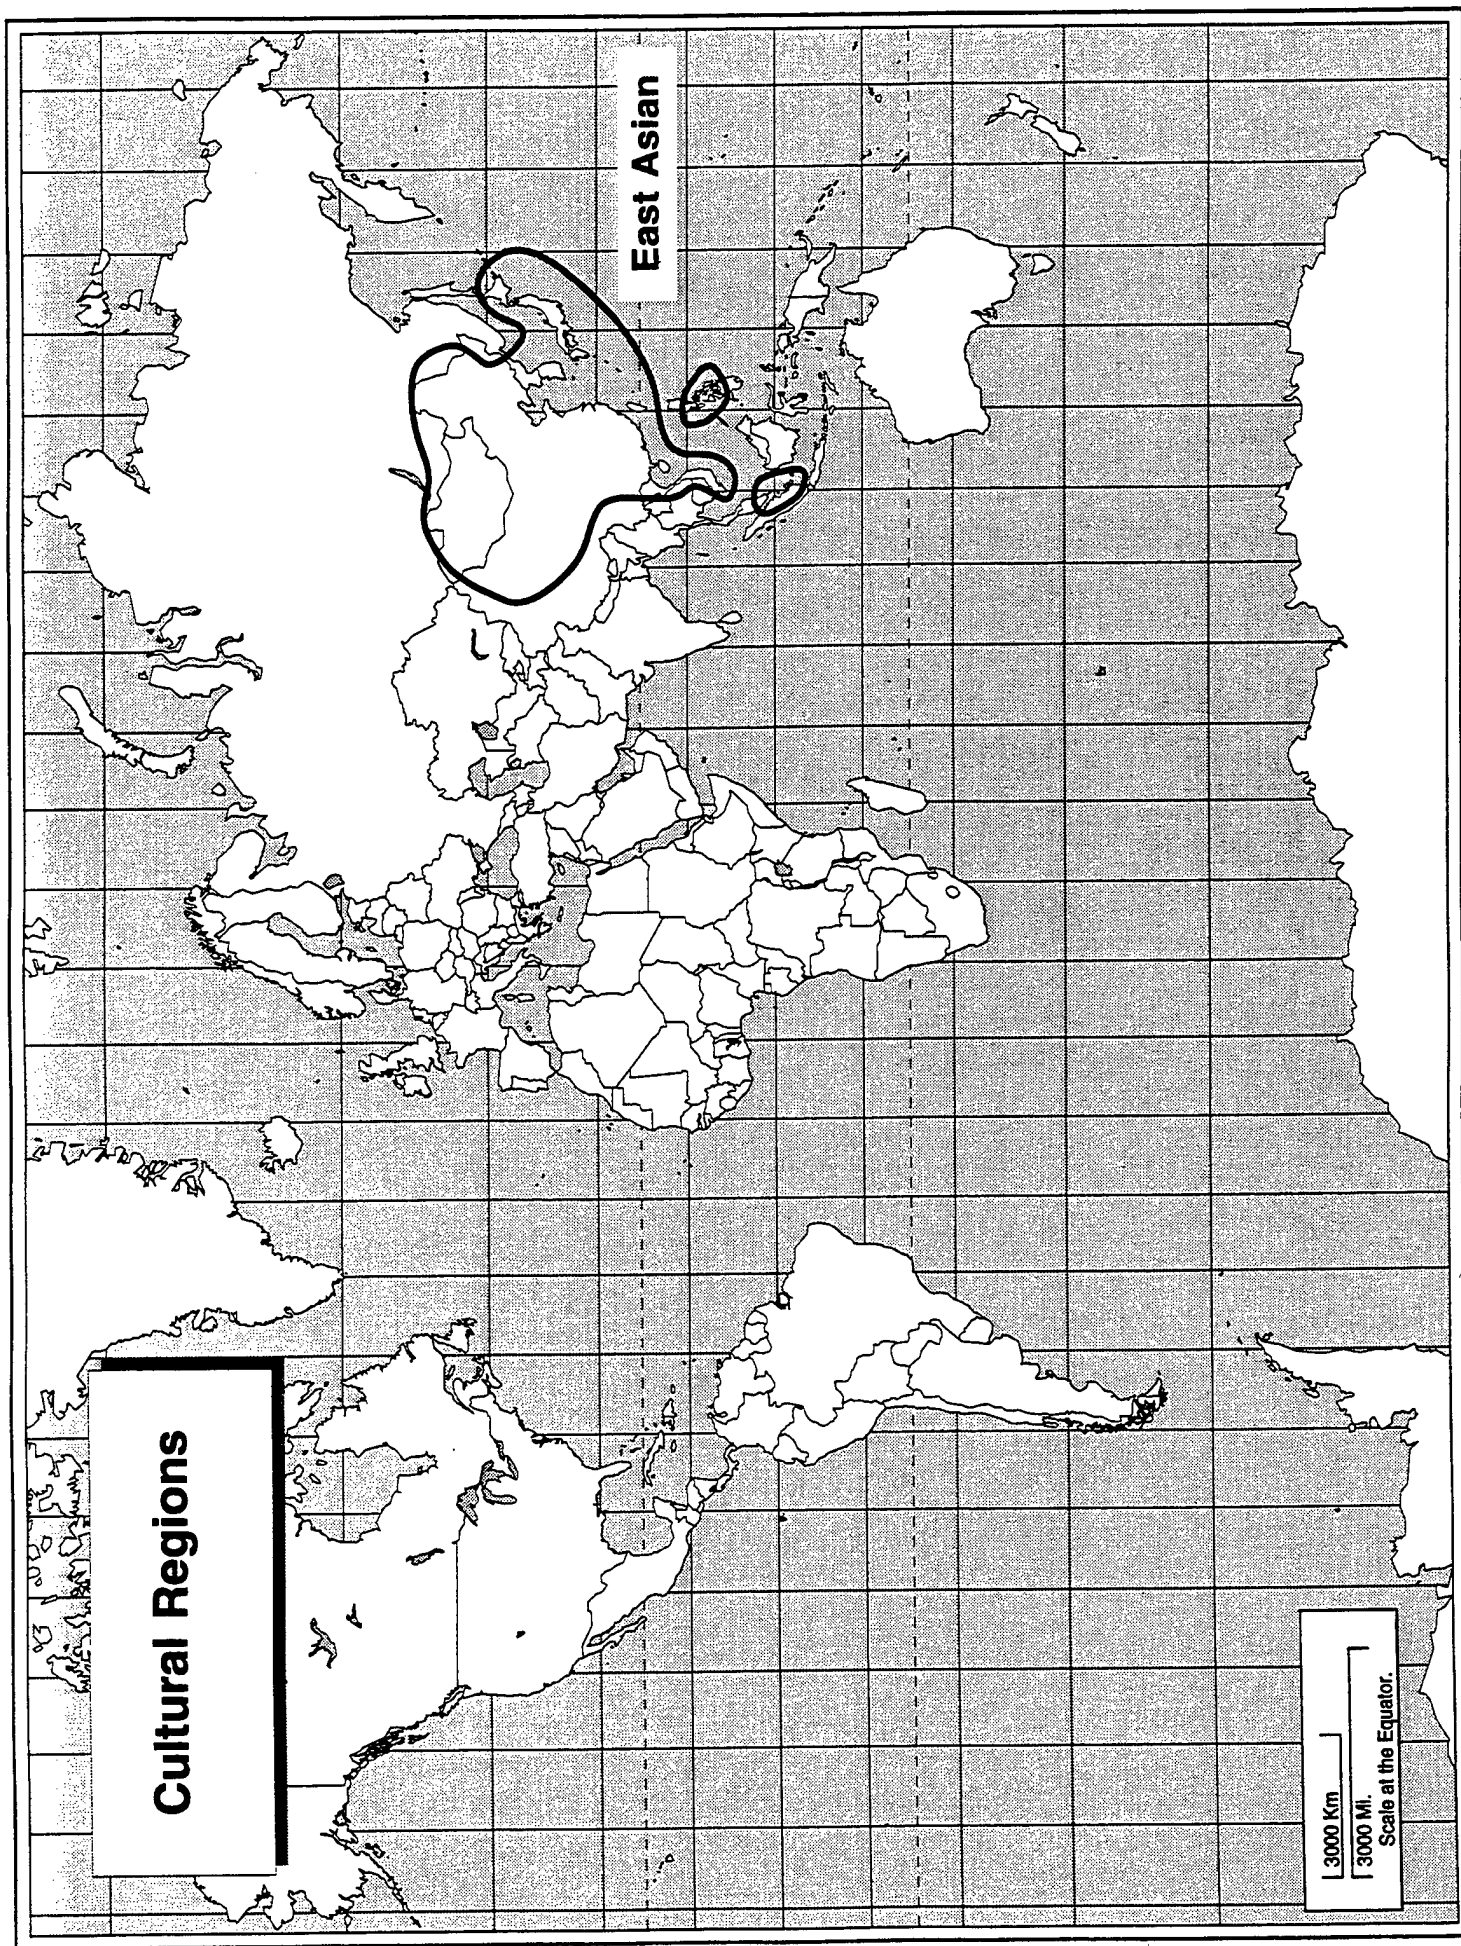 Cultural Regions
East Asian
3000 Km
3000 Mi.
Scale at the Equator.